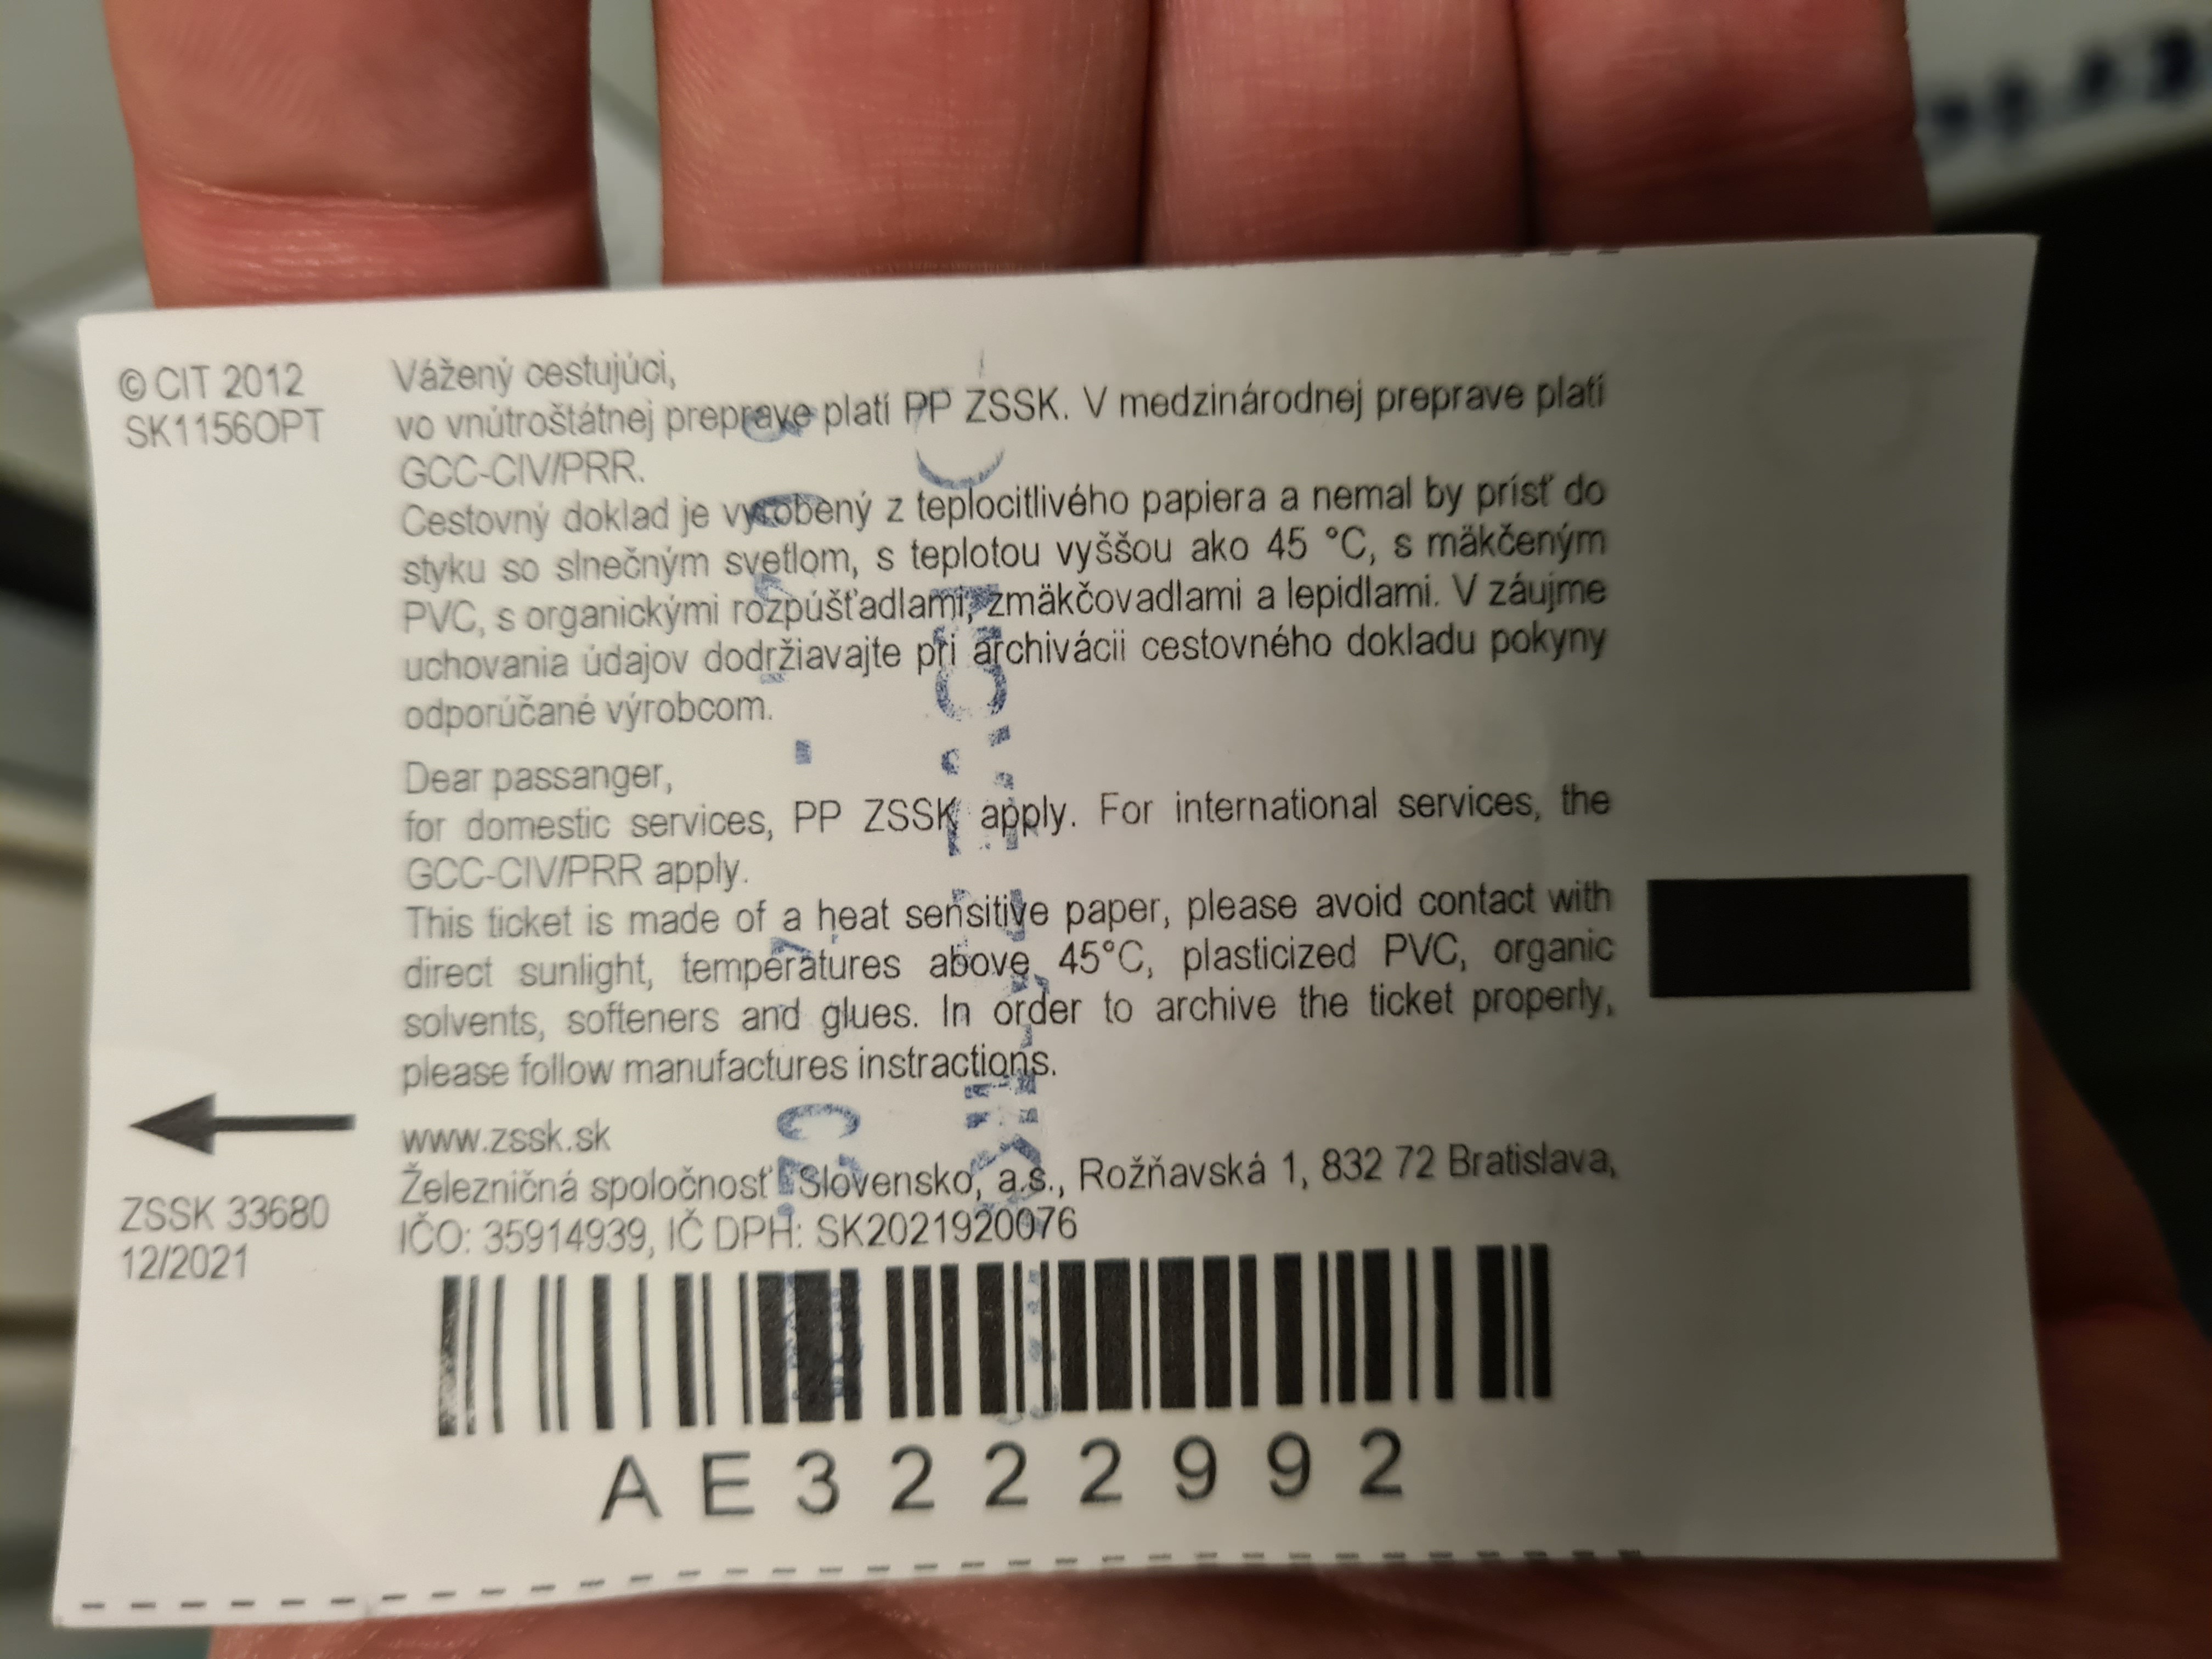 © CIT 2012
SK1156OPT
Vážený cestujúci,
vo vnútroštátnej preprave platí PP ZSSK. V medzinárodnej preprave platí
GCC-CIV/PRR.
Cestovný doklad je vyrobený z teplocitlivého papiera a nemal by prísť do
styku so slnečným svetlom, s teplotou vyššou ako 45 °C, s mäkčeným
PVC, s organickými rozpúšťadlami, zmäkčovadlami a lepidlami. V záujme
uchovania údajov dodržiavajte pri archivácii cestovného dokladu pokyny
odporúčané výrobcom.
Dear passanger,
for domestic services, PP ZSSK apply. For international services, the
GCC-CIV/PRR apply.
This ticket is made of a heat sensitive paper, please avoid contact with
direct sunlight, temperatures above 45°C, plasticized PVC, organic
solvents, softeners and glues. In order to archive the ticket properly,
please follow manufactures instractions.
www.zssk.sk
Železničná spoločnosť Slovensko, a.s., Rožňavská 1, 832 72 Bratislava,
IČO: 35914939, IČ DPH: SK2021920076
ZSSK 33680
12/2021
AE3222992